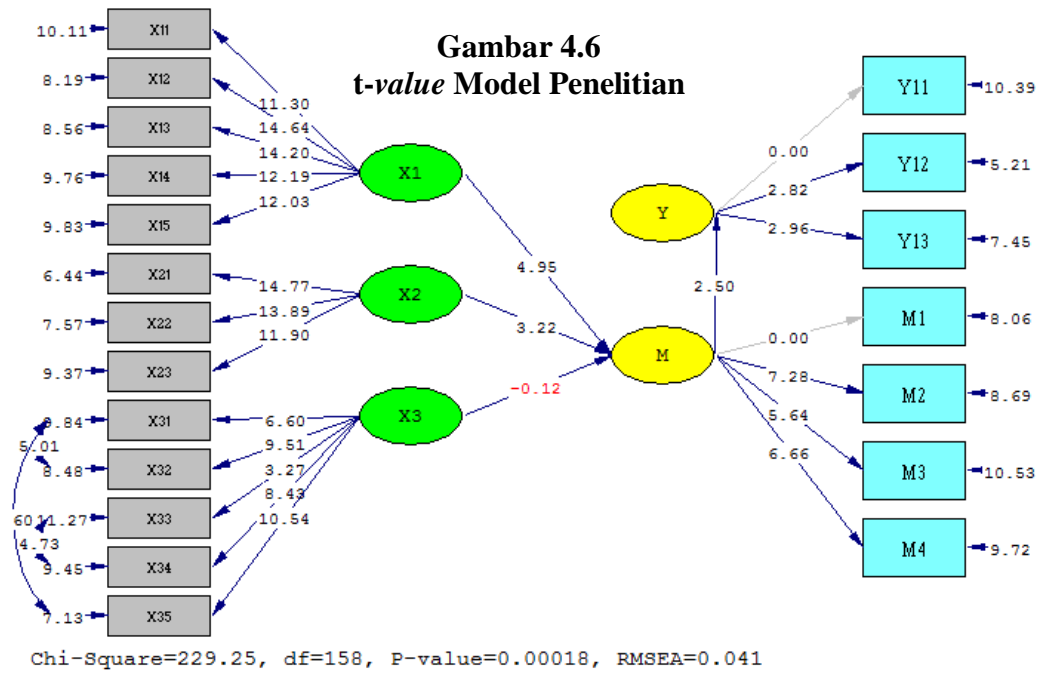 Gambar 4.6
t-value Model Penelitian
10.11 X11
8.19 X12
8.56 X13
9.76 X14
9.83 X15
6.44 X21
7.57 X22
9.37 X23
9.84 X31
5.01
8.48 X32
60 11.27 X33
4.73
9.45 X34
7.13 X35
11.30
14.64
14.20
12.19
12.03
14.77
13.89
11.90
6.60
9.51
3.27
8.43
10.54
X1
X2
X3
4.95
3.22
-0.12
Y
2.50
M
0.00
2.82
2.96
0.00
7.28
5.64
6.66
Y11 10.39
Y12 5.21
Y13 7.45
M1 8.06
M2 8.69
M3 10.53
M4 9.72
Chi-Square=229.25, df=158, P-value=0.00018, RMSEA=0.041